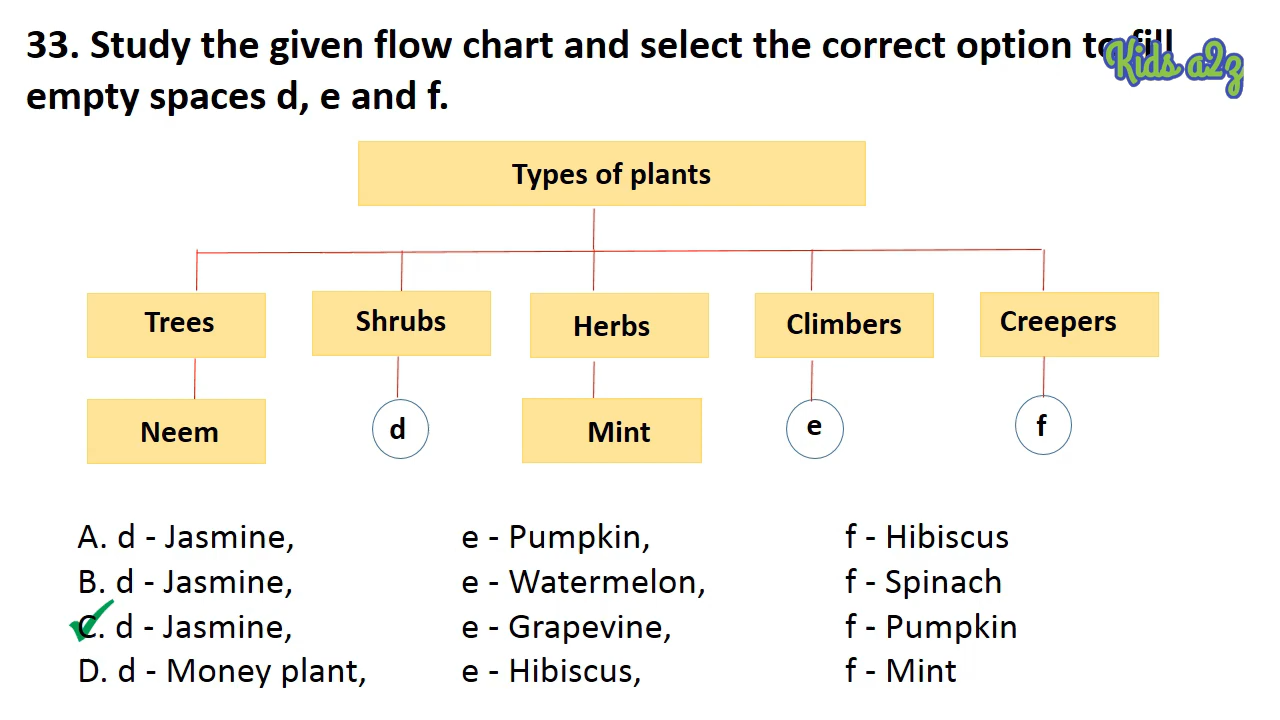 33. Study the given flow chart and select the correct option to fill
empty spaces d, e and f.
Kids a2z
Types of plants
Trees Shrubs Herbs Climbers Creepers
Neem d Mint e f
A. d - Jasmine, e - Pumpkin, f - Hibiscus
B. d - Jasmine, e - Watermelon, f - Spinach
C. d - Jasmine, e - Grapevine, f - Pumpkin
D. d - Money plant, e - Hibiscus, f - Mint